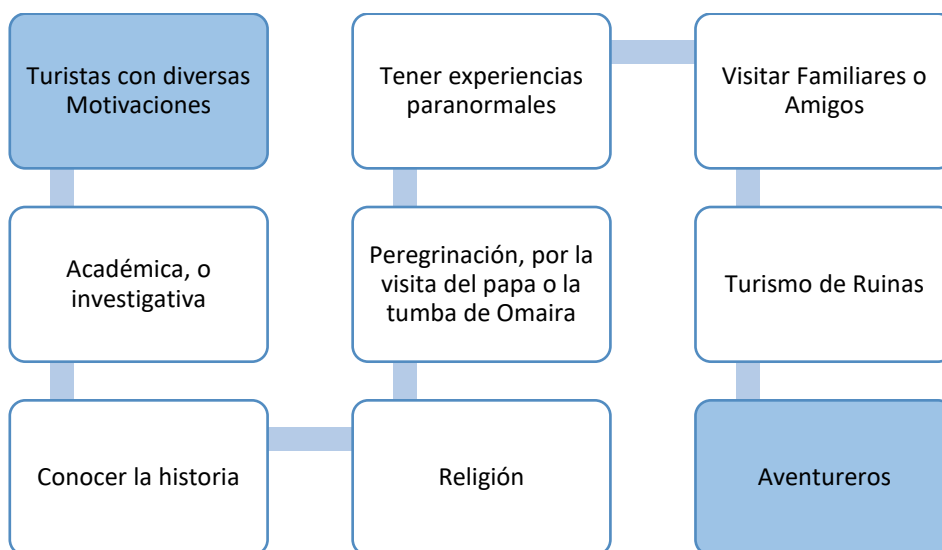 Turistas con diversas
Motivaciones
Académica, o
investigativa
Conocer la historia
Religión
Peregrinación, por la
visita del papa o la
tumba de Omaira
Tener experiencias
paranormales
Visitar Familiares o
Amigos
Turismo de Ruinas
Aventureros